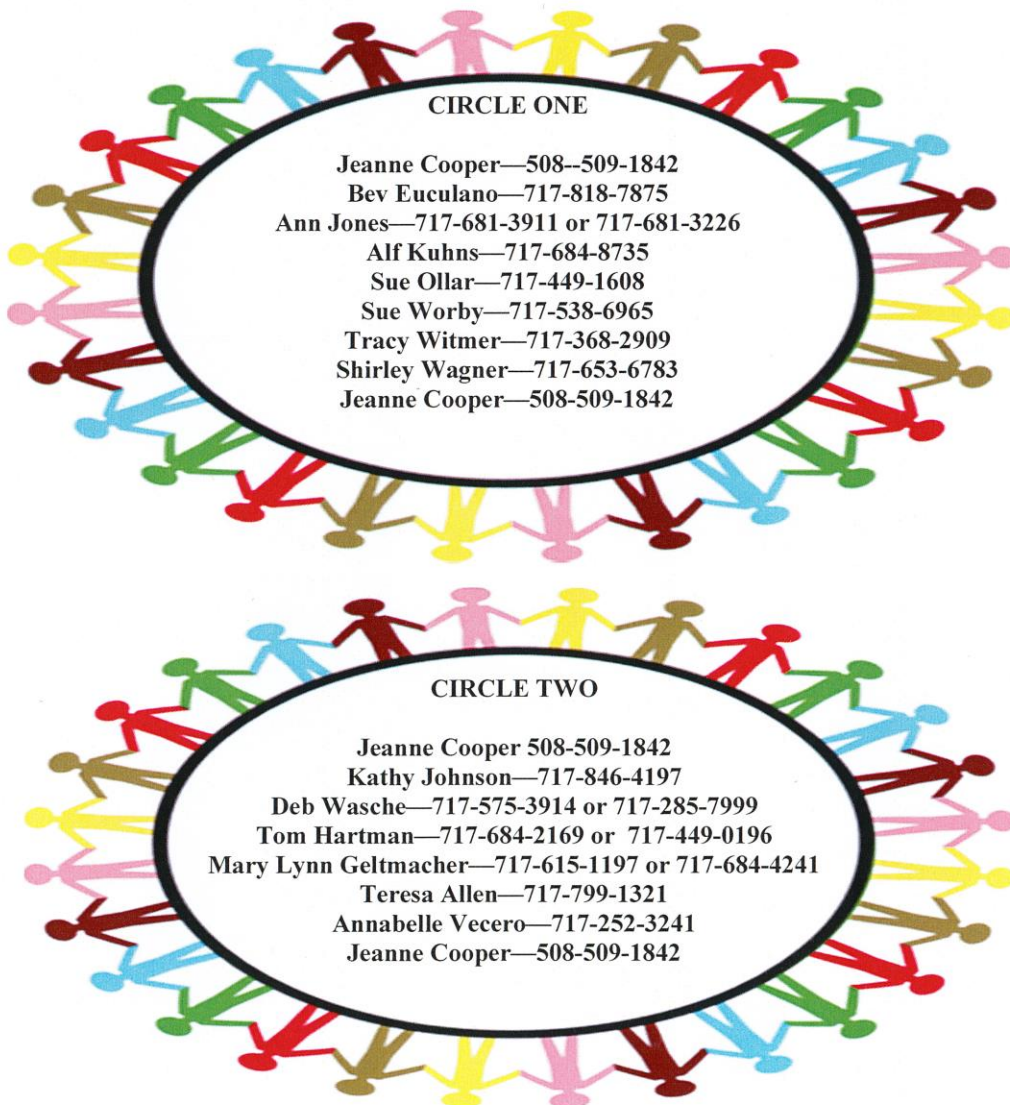 CIRCLE ONE
Jeanne Cooper—508--509-1842
Bev Euculano—717-818-7875
Ann Jones—717-681-3911 or 717-681-3226
Alf Kuhns—717-684-8735
Sue Ollar—717-449-1608
Sue Worby—717-538-6965
Tracy Witmer—717-368-2909
Shirley Wagner—717-653-6783
Jeanne Cooper—508-509-1842
CIRCLE TWO
Jeanne Cooper 508-509-1842
Kathy Johnson—717-846-4197
Deb Wasche—717-575-3914 or 717-285-7999
Tom Hartman—717-684-2169 or 717-449-0196
Mary Lynn Geltmacher—717-615-1197 or 717-684-4241
Teresa Allen—717-799-1321
Annabelle Vecero—717-252-3241
Jeanne Cooper—508-509-1842